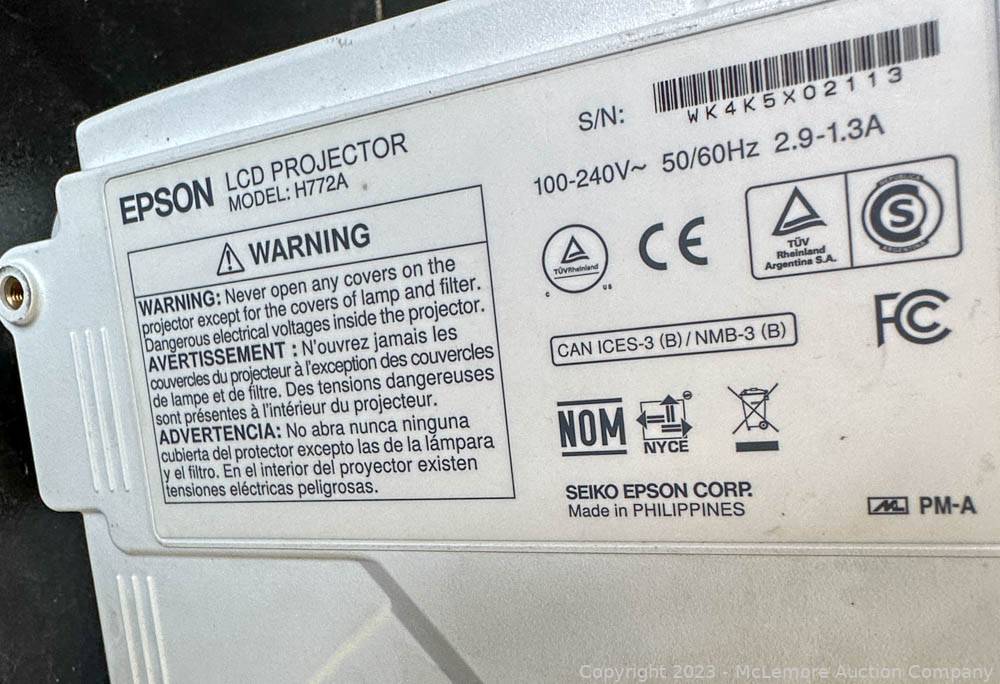 EPSON LCD PROJECTOR
MODEL: H772A
WARNING
WARNING: Never open any covers on the
projector except for the covers of lamp and filter.
Dangerous electrical voltages inside the projector.
AVERTISSEMENT : N'ouvrez jamais les
couvercles du projecteur à l'exception des couvercles
de lampe et de filtre. Des tensions dangereuses
sont présentes à l'intérieur du projecteur.
ADVERTENCIA: No abra nunca ninguna
cubierta del protector excepto las de la lámpara
y el filtro. En el interior del proyector existen
tensiones eléctricas peligrosas.
S/N:
WK4K5X02113
100-240V~ 50/60Hz 2.9-1.3A
TÜVRheinland
C US
CE
TÜV
Rheinland
Argentina S.A.
REPUBLICA
S
ARGENTINA
FC
CAN ICES-3 (B) / NMB-3 (B)
NOM
NYCE
SEIKO EPSON CORP.
Made in PHILIPPINES
PM-A
Copyright 2023 - McLemore Auction Company